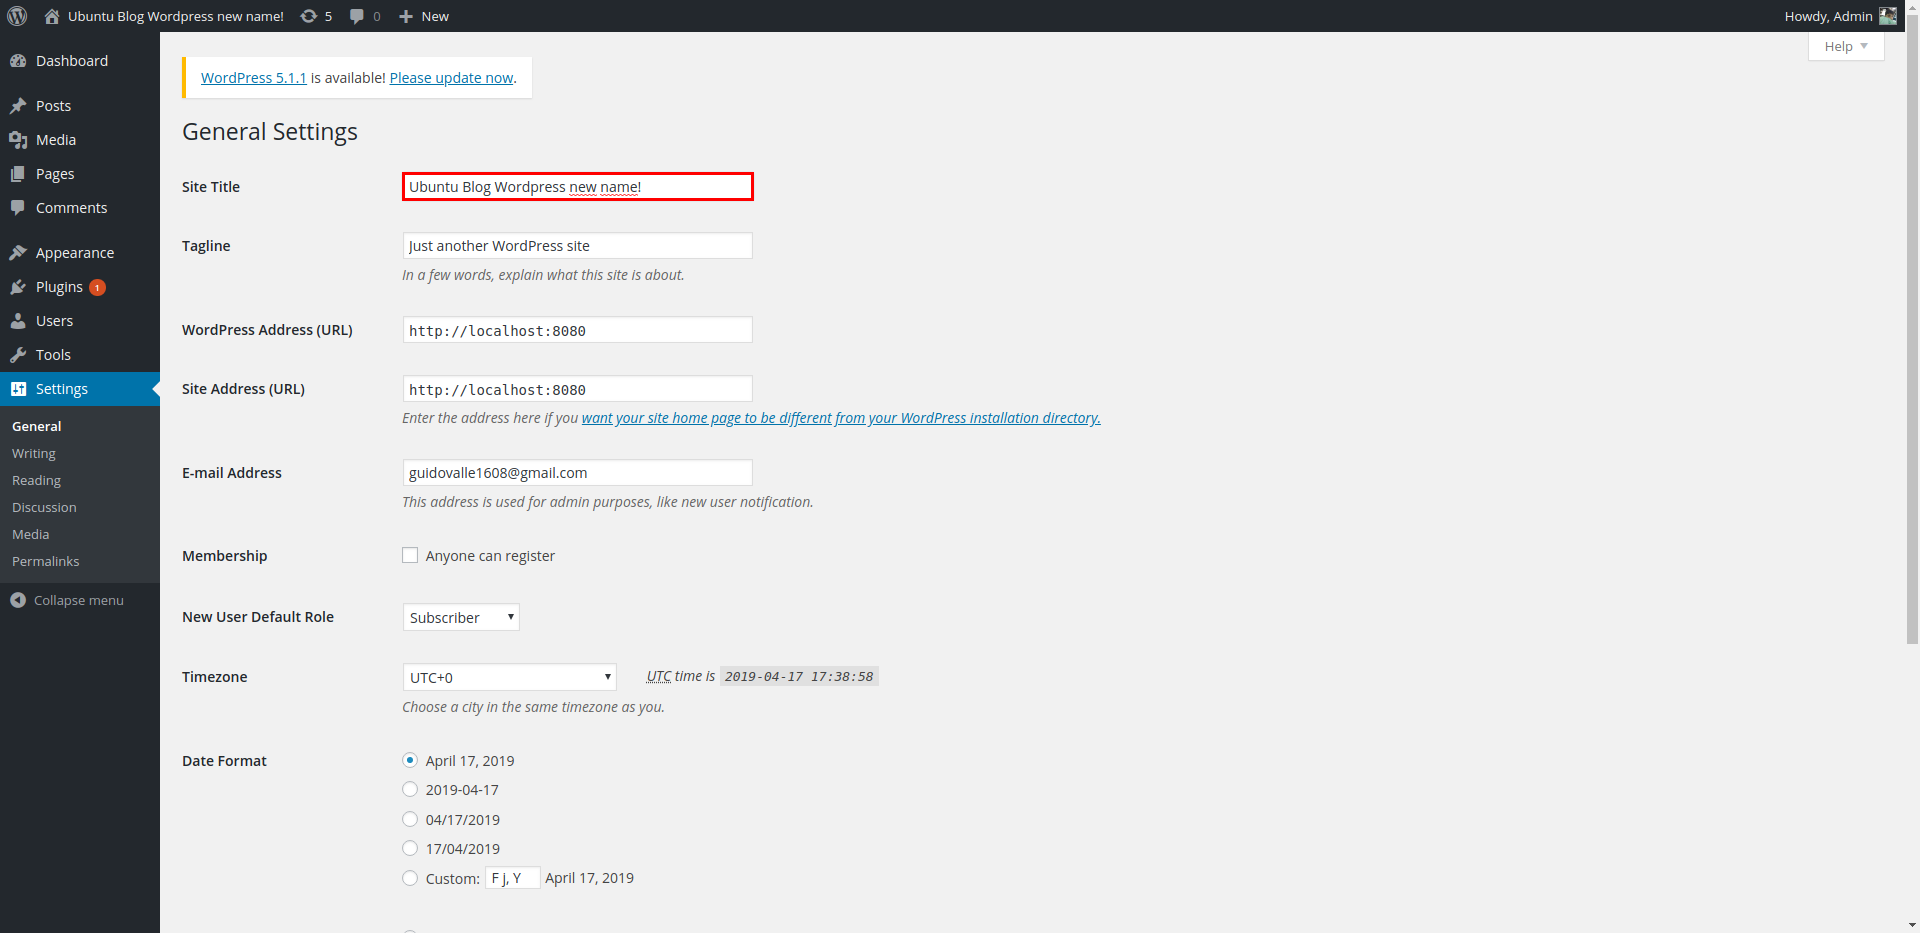 Ubuntu Blog Wordpress new name! 5 0 New Howdy, Admin
Help
Dashboard
Posts
Media
Pages
Comments
Appearance
Plugins 1
Users
Tools
Settings
General
Writing
Reading
Discussion
Media
Permalinks
Collapse menu
WordPress 5.1.1 is available! Please update now.
General Settings
Site Title Ubuntu Blog Wordpress new name!
Tagline Just another WordPress site
In a few words, explain what this site is about.
WordPress Address (URL) http://localhost:8080
Site Address (URL) http://localhost:8080
Enter the address here if you want your site home page to be different from your WordPress installation directory.
E-mail Address guidovalle1608@gmail.com
This address is used for admin purposes, like new user notification.
Membership Anyone can register
New User Default Role Subscriber
Timezone UTC+0 UTC time is 2019-04-17 17:38:58
Choose a city in the same timezone as you.
Date Format April 17, 2019
2019-04-17
04/17/2019
17/04/2019
Custom: F j, Y April 17, 2019